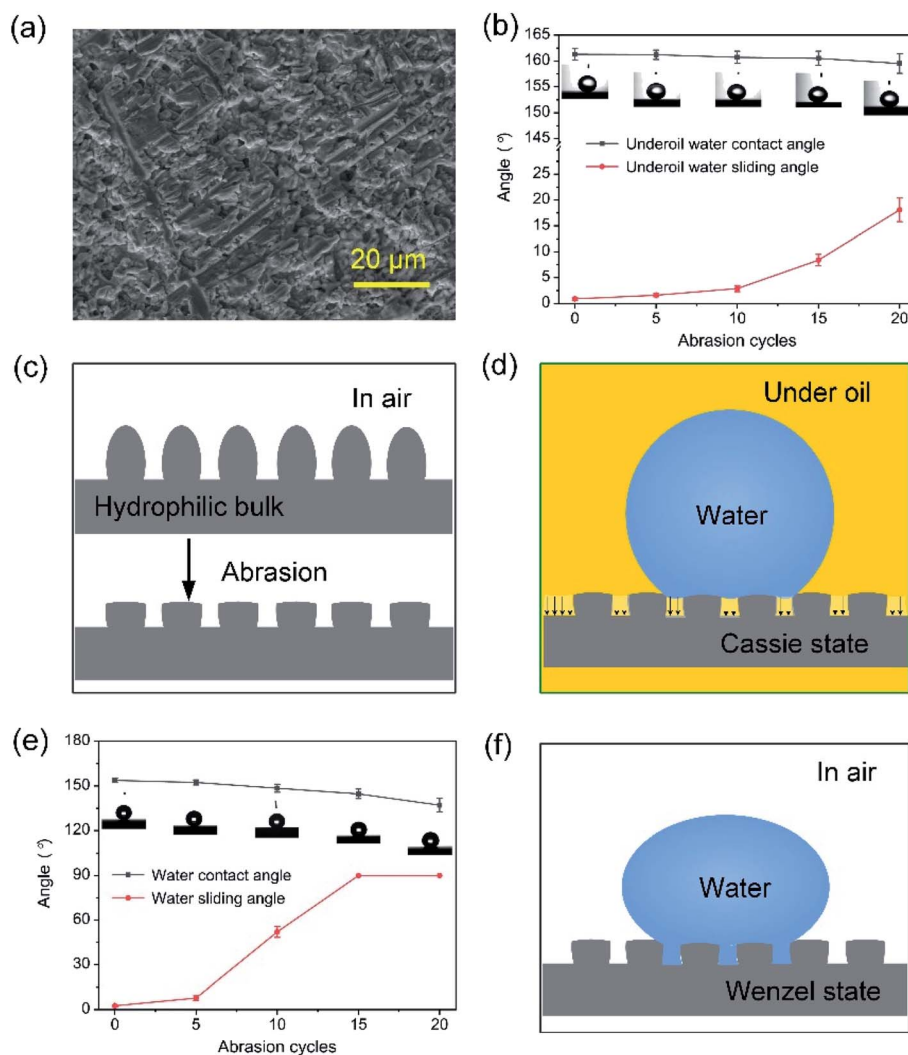 (a)
20 μm
(b)
165
160
155
150
145
25
20
15
10
5
0
Angle (°)
Underoil water contact angle
Underoil water sliding angle
0 5 10 15 20
Abrasion cycles
(c)
In air
Hydrophilic bulk
Abrasion
(d)
Under oil
Water
Cassie state
(e)
180
150
120
90
60
30
0
Angle (°)
Water contact angle
Water sliding angle
0 5 10 15 20
Abrasion cycles
(f)
In air
Water
Wenzel state